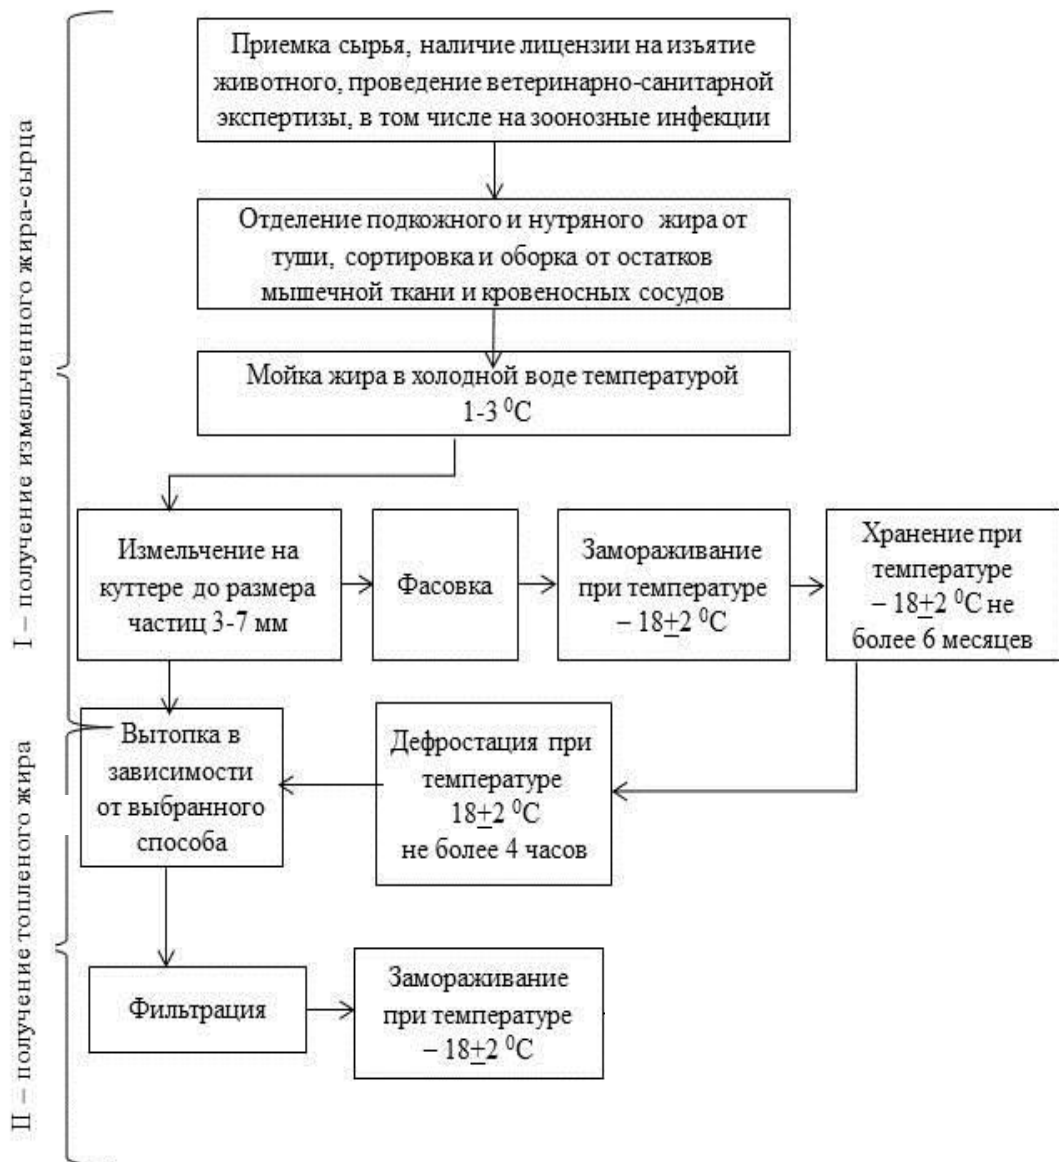 I – получение измельченного жира-сырца
Приемка сырья, наличие лицензии на изъятие
животного, проведение ветеринарно-санитарной
экспертизы, в том числе на зоонозные инфекции
Отделение подкожного и нутряного жира от
туши, сортировка и оборка от остатков
мышечной ткани и кровеносных сосудов
Мойка жира в холодной воде температурой
1-3 ⁰С
Измельчение на
куттере до размера
частиц 3-7 мм
Фасовка
Замораживание
при температуре
– 18±2 ⁰С
Хранение при
температуре
– 18±2 ⁰С не
более 6 месяцев
II – получение топленого жира
Вытопка в
зависимости
от выбранного
способа
Дефростация при
температуре
18±2 ⁰С
не более 4 часов
Фильтрация
Замораживание
при температуре
– 18±2 ⁰С